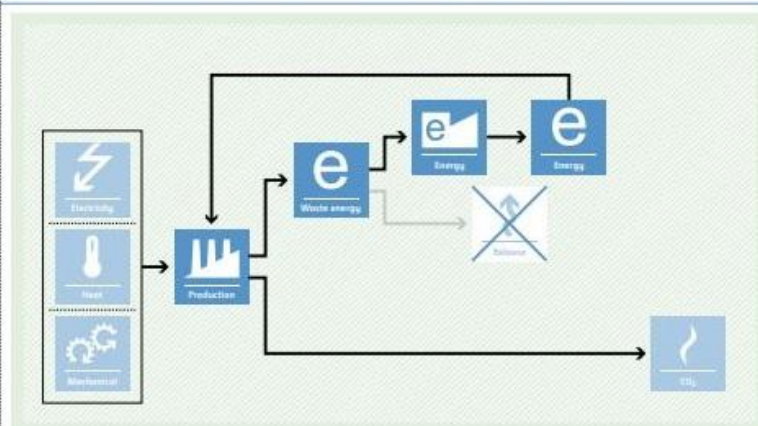 Electricity
Heat
Mechanical
Production
e
Waste energy
e
Energy
e
Energy
Release
CO₂